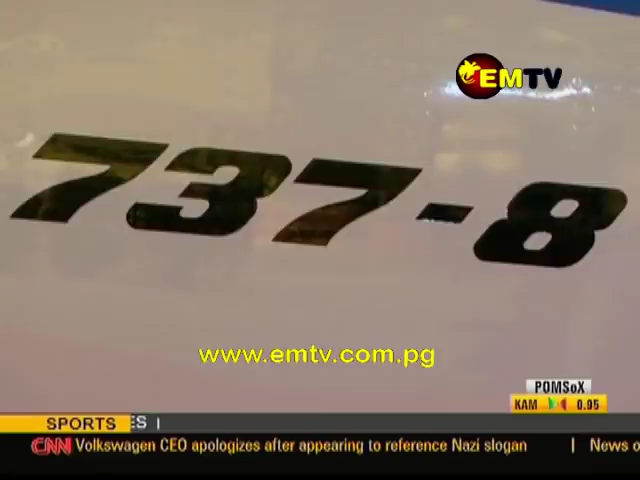 EMTV
737-8
www.emtv.com.pg
POMSoX
KAM 0.95
SPORTS ES |
CNN Volkswagen CEO apologizes after appearing to reference Nazi slogan | News o